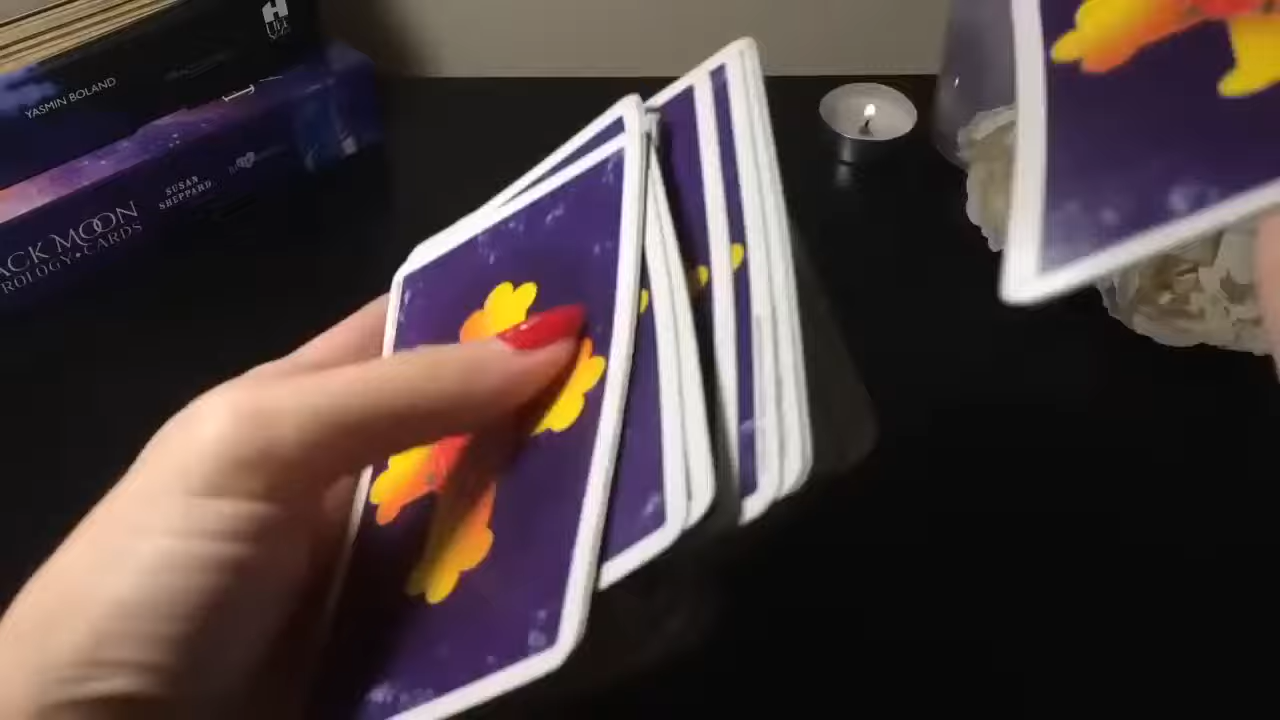 YASMIN BOLAND
SUSAN
SHEPPARD
ACK MOON
ROLOGY • CARDS